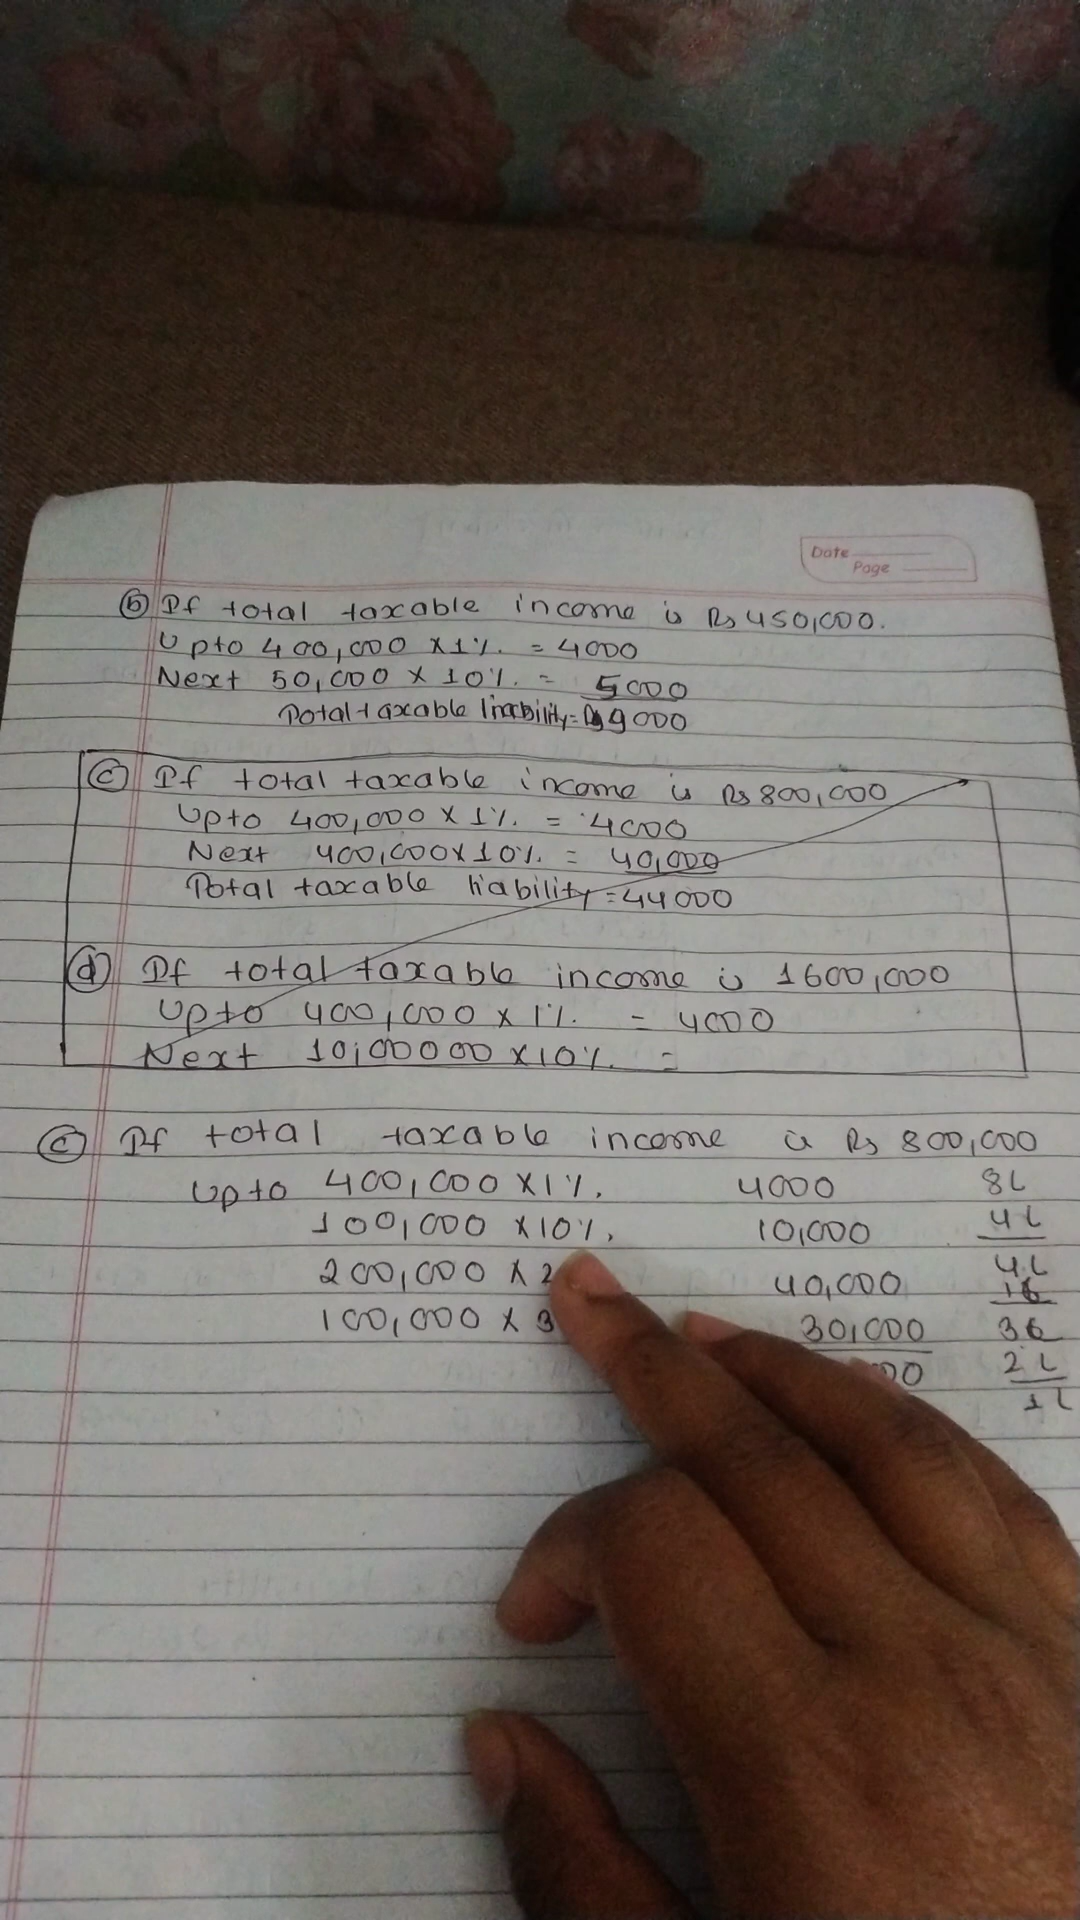 Date
Page
(b) If total taxable income is Rs 450,000.
Upto 400,000 × 1% = 4000
Next 50,000 × 10% = 5000
Total taxable liability = Rs 9000
(c) If total taxable income is Rs 800,000
Upto 400,000 × 1% = 4000
Next 400,000 × 10% = 40,000
Total taxable liability = 44000
(d) If total taxable income is 1600,000
Upto 400,000 × 1% = 4000
Next 10,00000 × 10% =
(c) If total taxable income is Rs 800,000
Upto 400,000 × 1% 4000 8L
100,000 × 10% 10,000 4L
200,000 × 2 40,000 4L
1L
100,000 × 3 30,000 3L
00 2L
1L